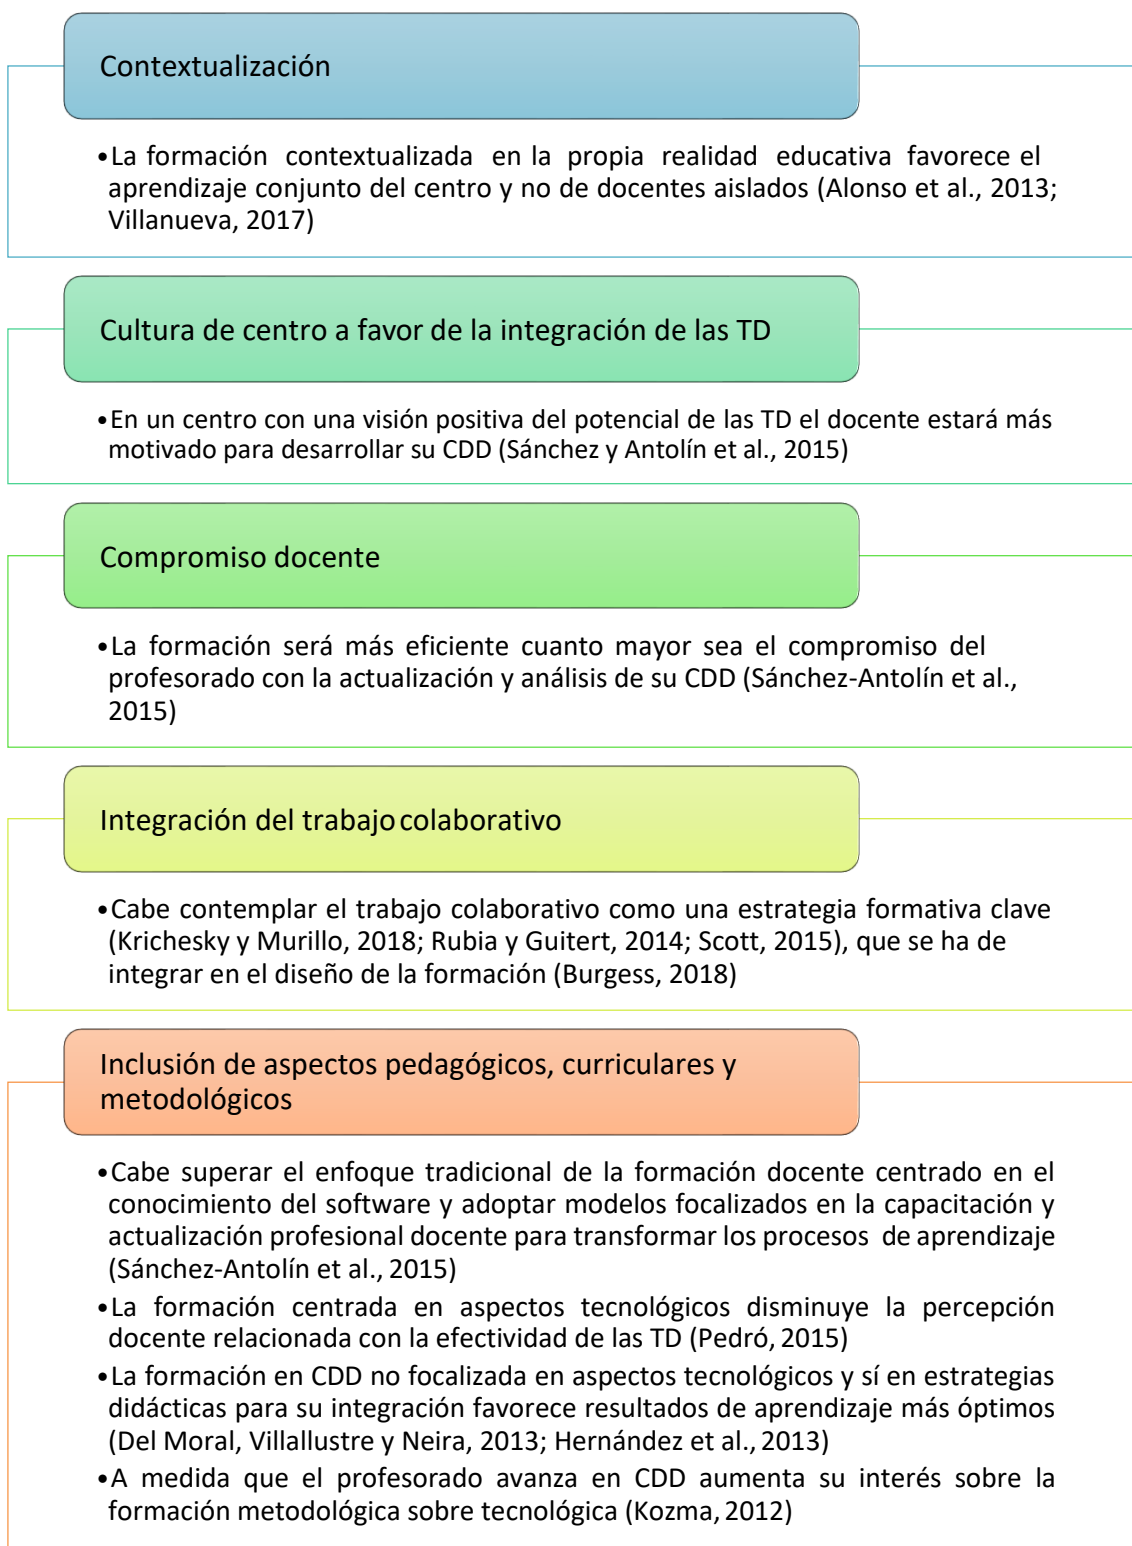 Contextualización
•La formación contextualizada en la propia realidad educativa favorece el
aprendizaje conjunto del centro y no de docentes aislados (Alonso et al., 2013;
Villanueva, 2017)
Cultura de centro a favor de la integración de las TD
•En un centro con una visión positiva del potencial de las TD el docente estará más
motivado para desarrollar su CDD (Sánchez y Antolín et al., 2015)
Compromiso docente
•La formación será más eficiente cuanto mayor sea el compromiso del
profesorado con la actualización y análisis de su CDD (Sánchez-Antolín et al.,
2015)
Integración del trabajo colaborativo
•Cabe contemplar el trabajo colaborativo como una estrategia formativa clave
(Krichesky y Murillo, 2018; Rubia y Guitert, 2014; Scott, 2015), que se ha de
integrar en el diseño de la formación (Burgess, 2018)
Inclusión de aspectos pedagógicos, curriculares y
metodológicos
•Cabe superar el enfoque tradicional de la formación docente centrado en el
conocimiento del software y adoptar modelos focalizados en la capacitación y
actualización profesional docente para transformar los procesos de aprendizaje
(Sánchez-Antolín et al., 2015)
•La formación centrada en aspectos tecnológicos disminuye la percepción
docente relacionada con la efectividad de las TD (Pedró, 2015)
•La formación en CDD no focalizada en aspectos tecnológicos y sí en estrategias
didácticas para su integración favorece resultados de aprendizaje más óptimos
(Del Moral, Villallustre y Neira, 2013; Hernández et al., 2013)
•A medida que el profesorado avanza en CDD aumenta su interés sobre la
formación metodológica sobre tecnológica (Kozma, 2012)